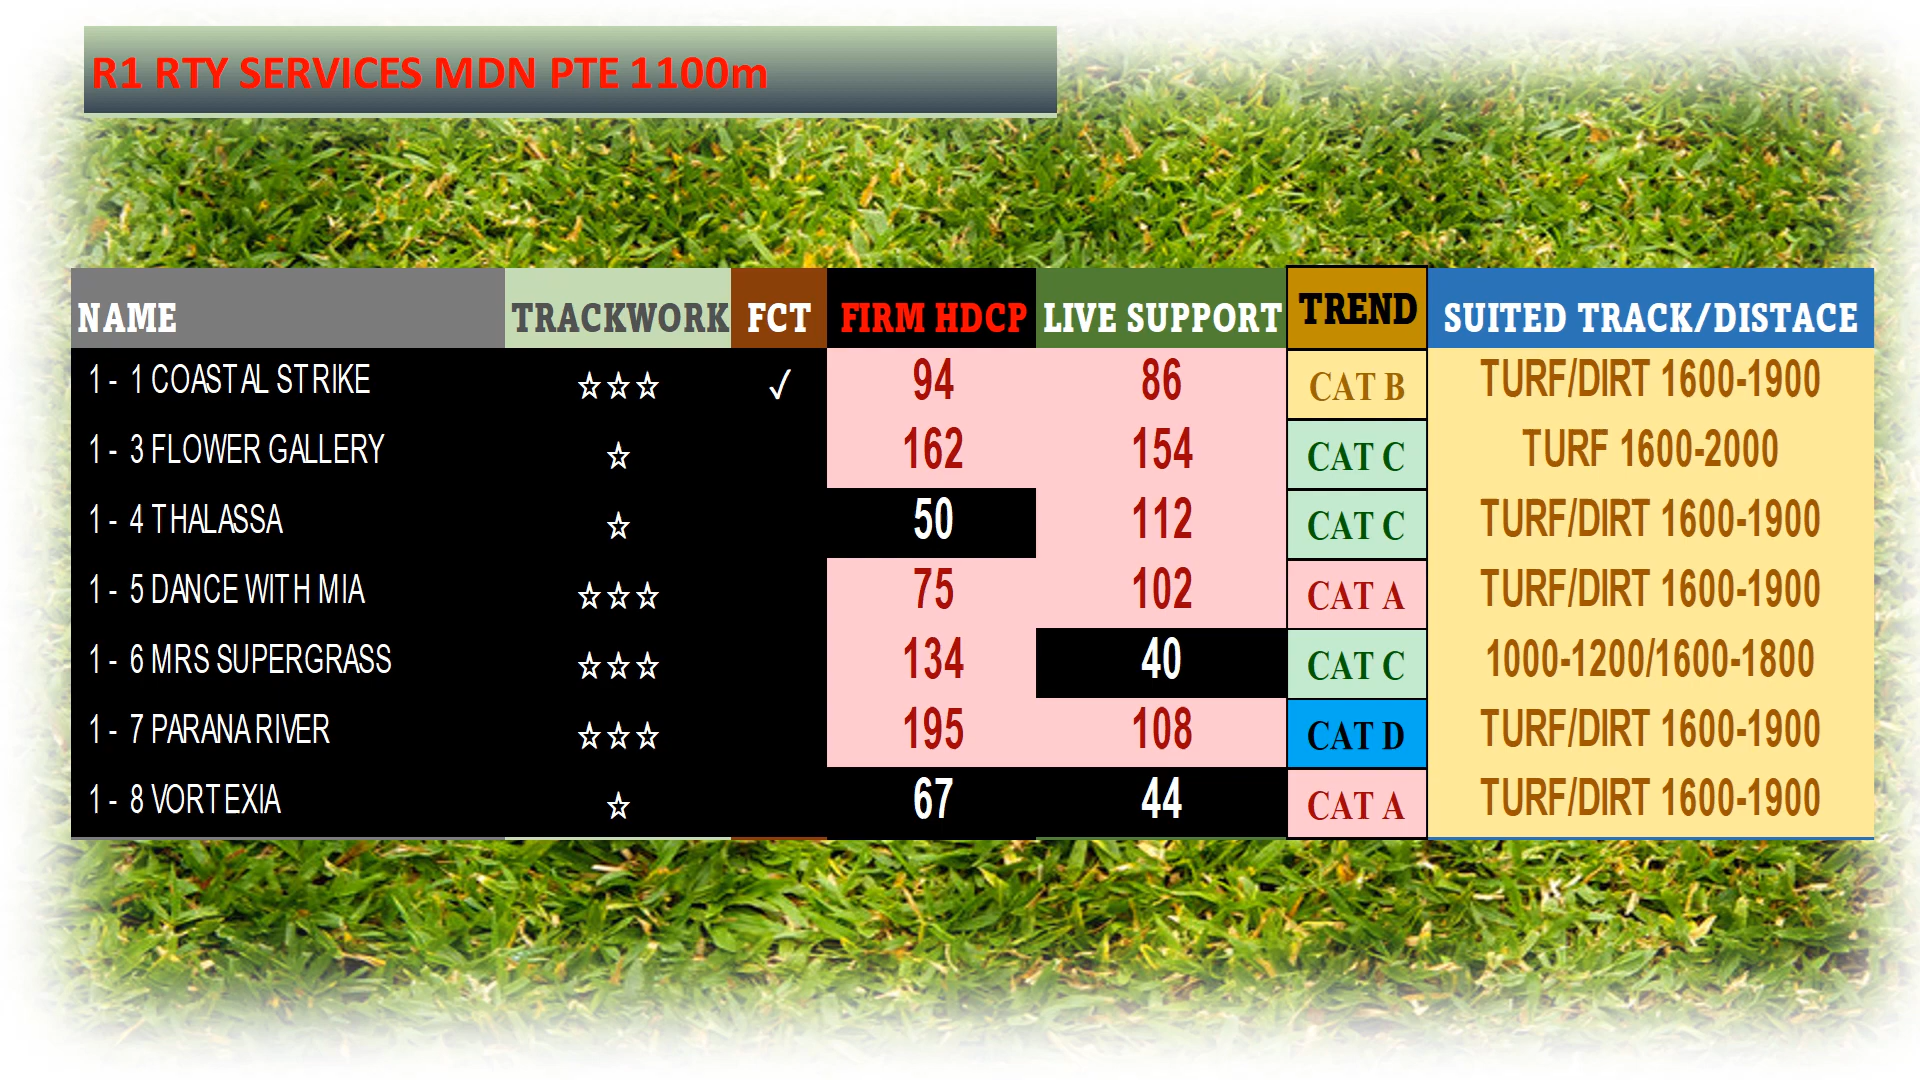 R1 RTY SERVICES MDN PTE 1100m
NAME TRACKWORK FCT FIRM HDCP LIVE SUPPORT TREND SUITED TRACK/DISTACE
1 - 1 COASTAL STRIKE ☆☆☆ ✓ 94 86 CAT B TURF/DIRT 1600-1900
1 - 3 FLOWER GALLERY ☆ 162 154 CAT C TURF 1600-2000
1 - 4 THALASSA ☆ 50 112 CAT C TURF/DIRT 1600-1900
1 - 5 DANCE WITH MIA ☆☆☆ 75 102 CAT A TURF/DIRT 1600-1900
1 - 6 MRS SUPERGRASS ☆☆☆ 134 40 CAT C 1000-1200/1600-1800
1 - 7 PARANA RIVER ☆☆☆ 195 108 CAT D TURF/DIRT 1600-1900
1 - 8 VORTEXIA ☆ 67 44 CAT A TURF/DIRT 1600-1900